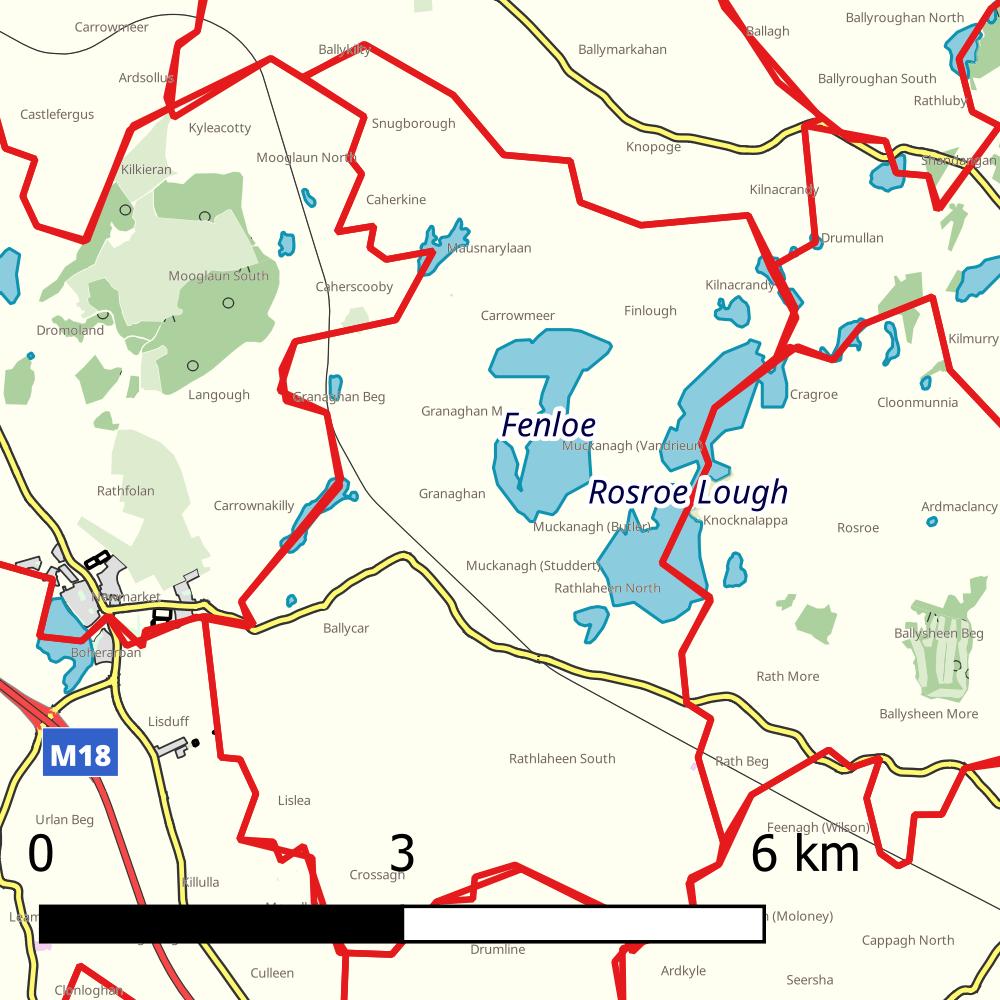 Carrowmeer
Ballyroughan North
Ballagh
Ballykilty
Ballymarkahan
Ardsollus
Ballyroughan South
Rathluby
Castlefergus
Kyleacotty
Snugborough
Knopoge
Mooglaun North
Shandangan
Kilkieran
Kilnacrandy
Caherkine
Drumullan
Mausnarylaan
Mooglaun South
Caherscooby
Kilnacrandy
Finlough
Carrowmeer
Dromoland
Kilmurry
Langough
Granaghan Beg
Cragroe
Cloonmunnia
Granaghan M
Fenloe
Muckanagh (Vandrieur)
Rathfolan
Granaghan
Rosroe Lough
Carrownakilly
Ardmaclancy
Knocknalappa
Muckanagh (Butler)
Rosroe
Muckanagh (Studdert)
Rathlaheen North
Newmarket
Ballycar
Ballysheen Beg
Boheraroan
Rath More
Ballysheen More
Lisduff
M18
Rathlaheen South
Rath Beg
Lislea
Urlan Beg
Feenagh (Wilson)
0 3 6 km
Crossagh
Killulla
(Moloney)
Cappagh North
Drumline
Culleen
Ardkyle
Seersha
Clonloghan